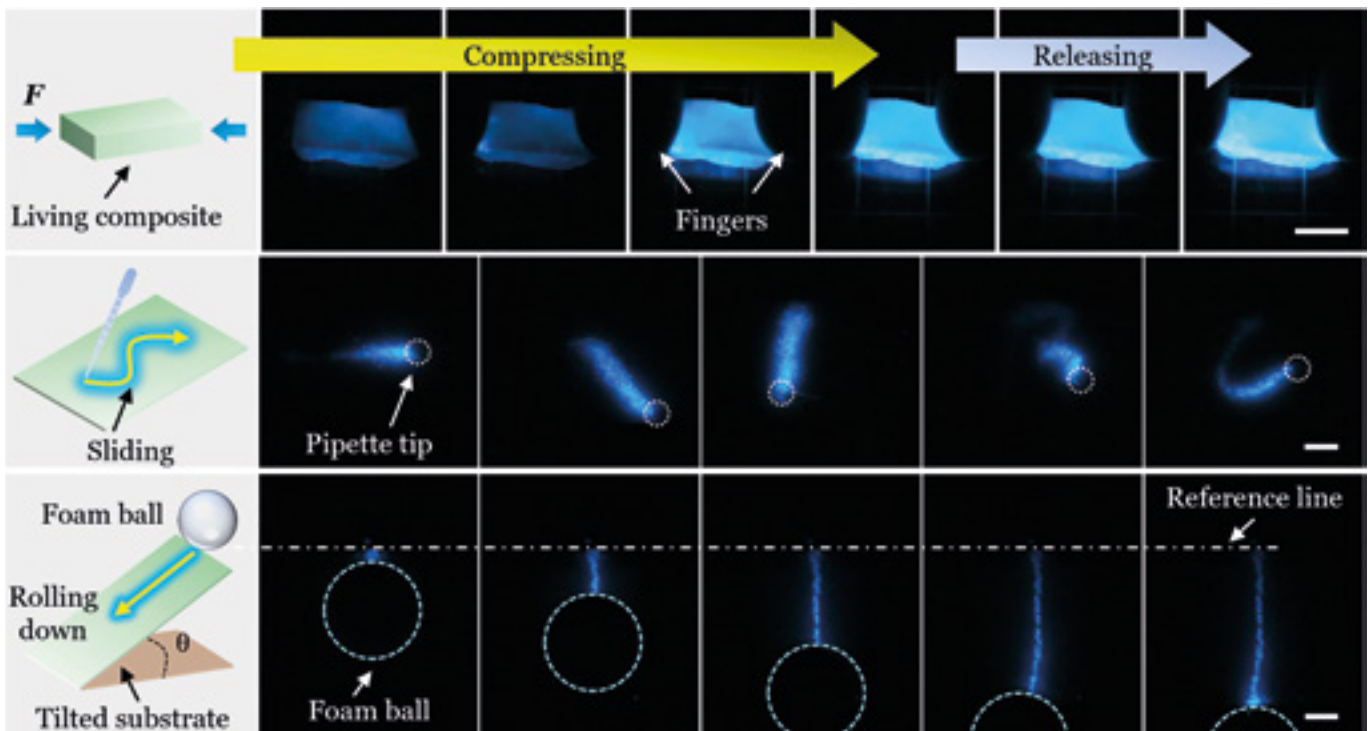 Compressing
Releasing
F
Living composite
Fingers
Sliding
Pipette tip
Foam ball
Reference line
Rolling
down
θ
Tilted substrate
Foam ball